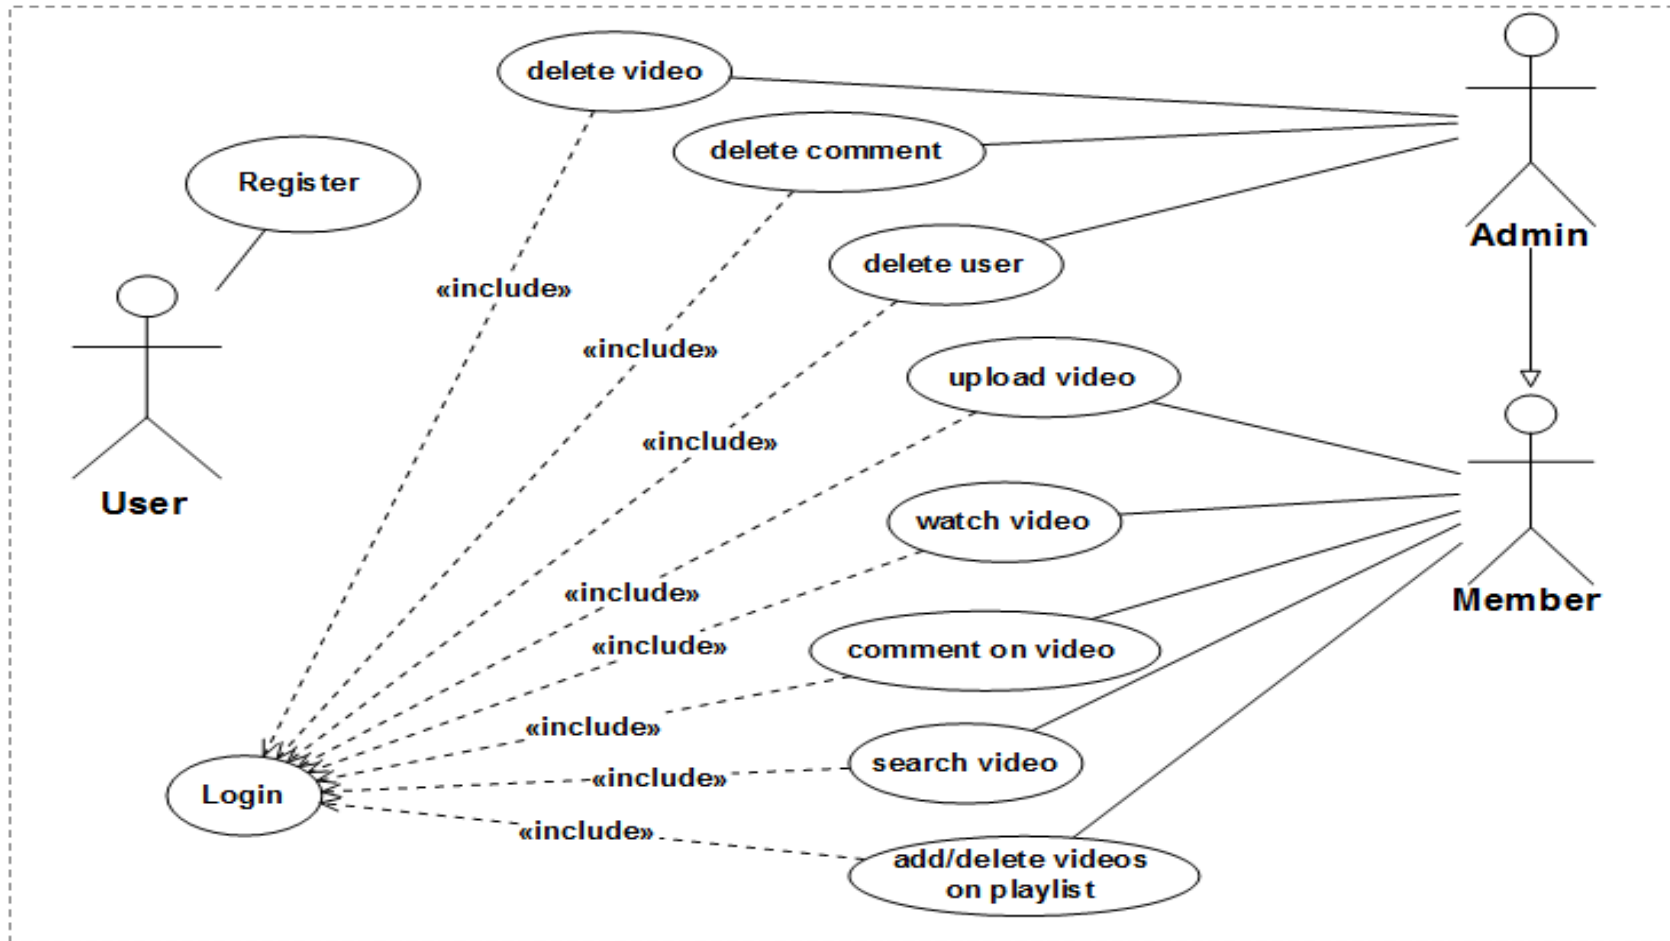 delete video
delete comment
Register
Admin
delete user
«include»
«include»
upload video
«include»
User
watch video
«include»
Member
«include»
comment on video
«include»
search video
«include»
Login
«include»
add/delete videos
on playlist